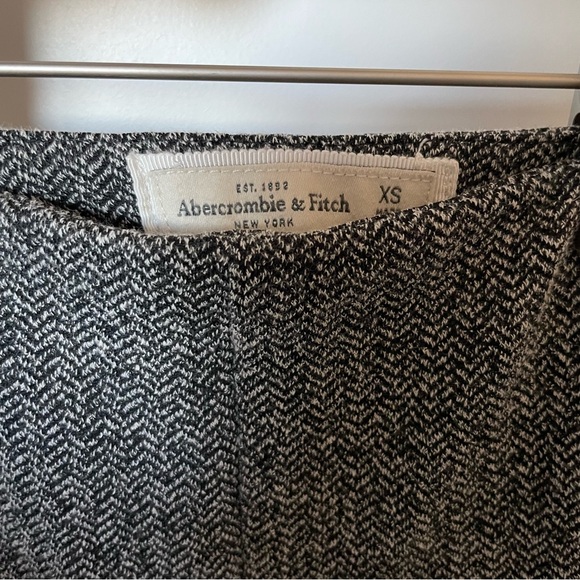 EST. 1892
Abercrombie & Fitch
NEW YORK
XS